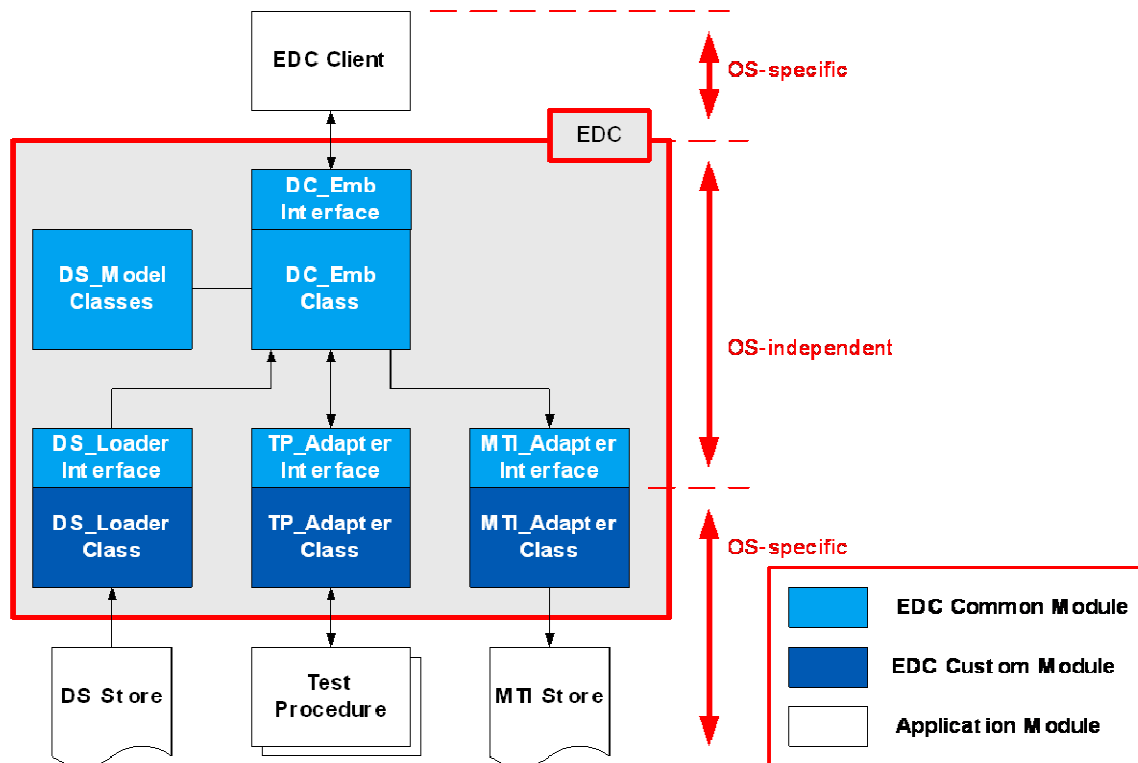 EDC Client
OS-specific
EDC
DC_Emb
Interface
DS_Model
Classes
DC_Emb
Class
OS-independent
DS_Loader
Interface
TP_Adapter
Interface
MTI_Adapter
Interface
DS_Loader
Class
TP_Adapter
Class
MTI_Adapter
Class
OS-specific
DS Store
Test
Procedure
MTI Store
EDC Common Module
EDC Custom Module
Application Module